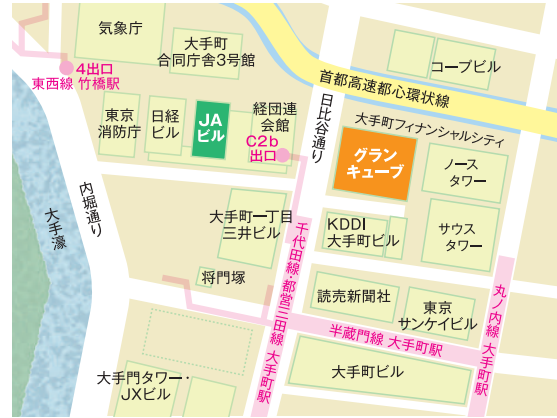 気象庁
大手町
合同庁舎3号館
4出口
東西線 竹橋駅
コープビル
首都高速都心環状線
日比谷通り
東京
消防庁
日経
ビル
JA
ビル
経団連
会館
C2b
出口
大手町フィナンシャルシティ
グラン
キューブ
ノース
タワー
内堀通り
大手濠
大手町一丁目
三井ビル
千代田線・都営三田線 大手町駅
KDDI
大手町ビル
サウス
タワー
将門塚
読売新聞社
東京
サンケイビル
丸ノ内線 大手町駅
半蔵門線 大手町駅
大手門タワー・
JXビル
大手町ビル